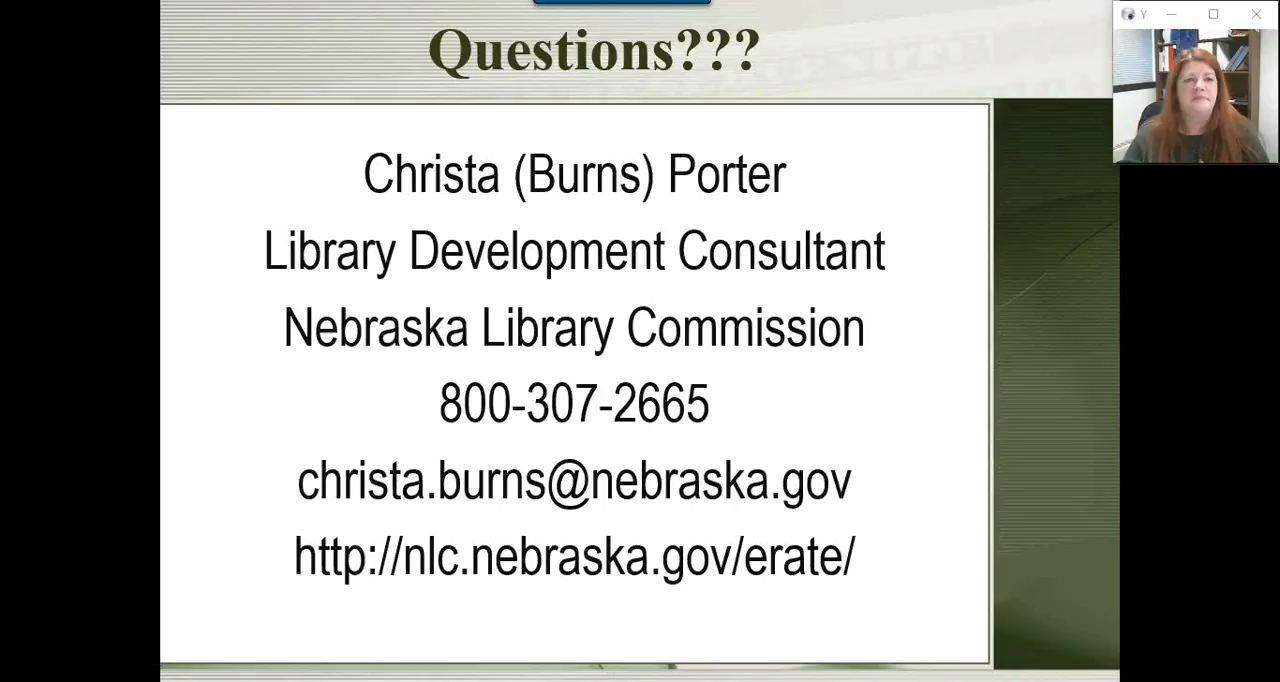 Questions???
Y
Christa (Burns) Porter
Library Development Consultant
Nebraska Library Commission
800-307-2665
christa.burns@nebraska.gov
http://nlc.nebraska.gov/erate/